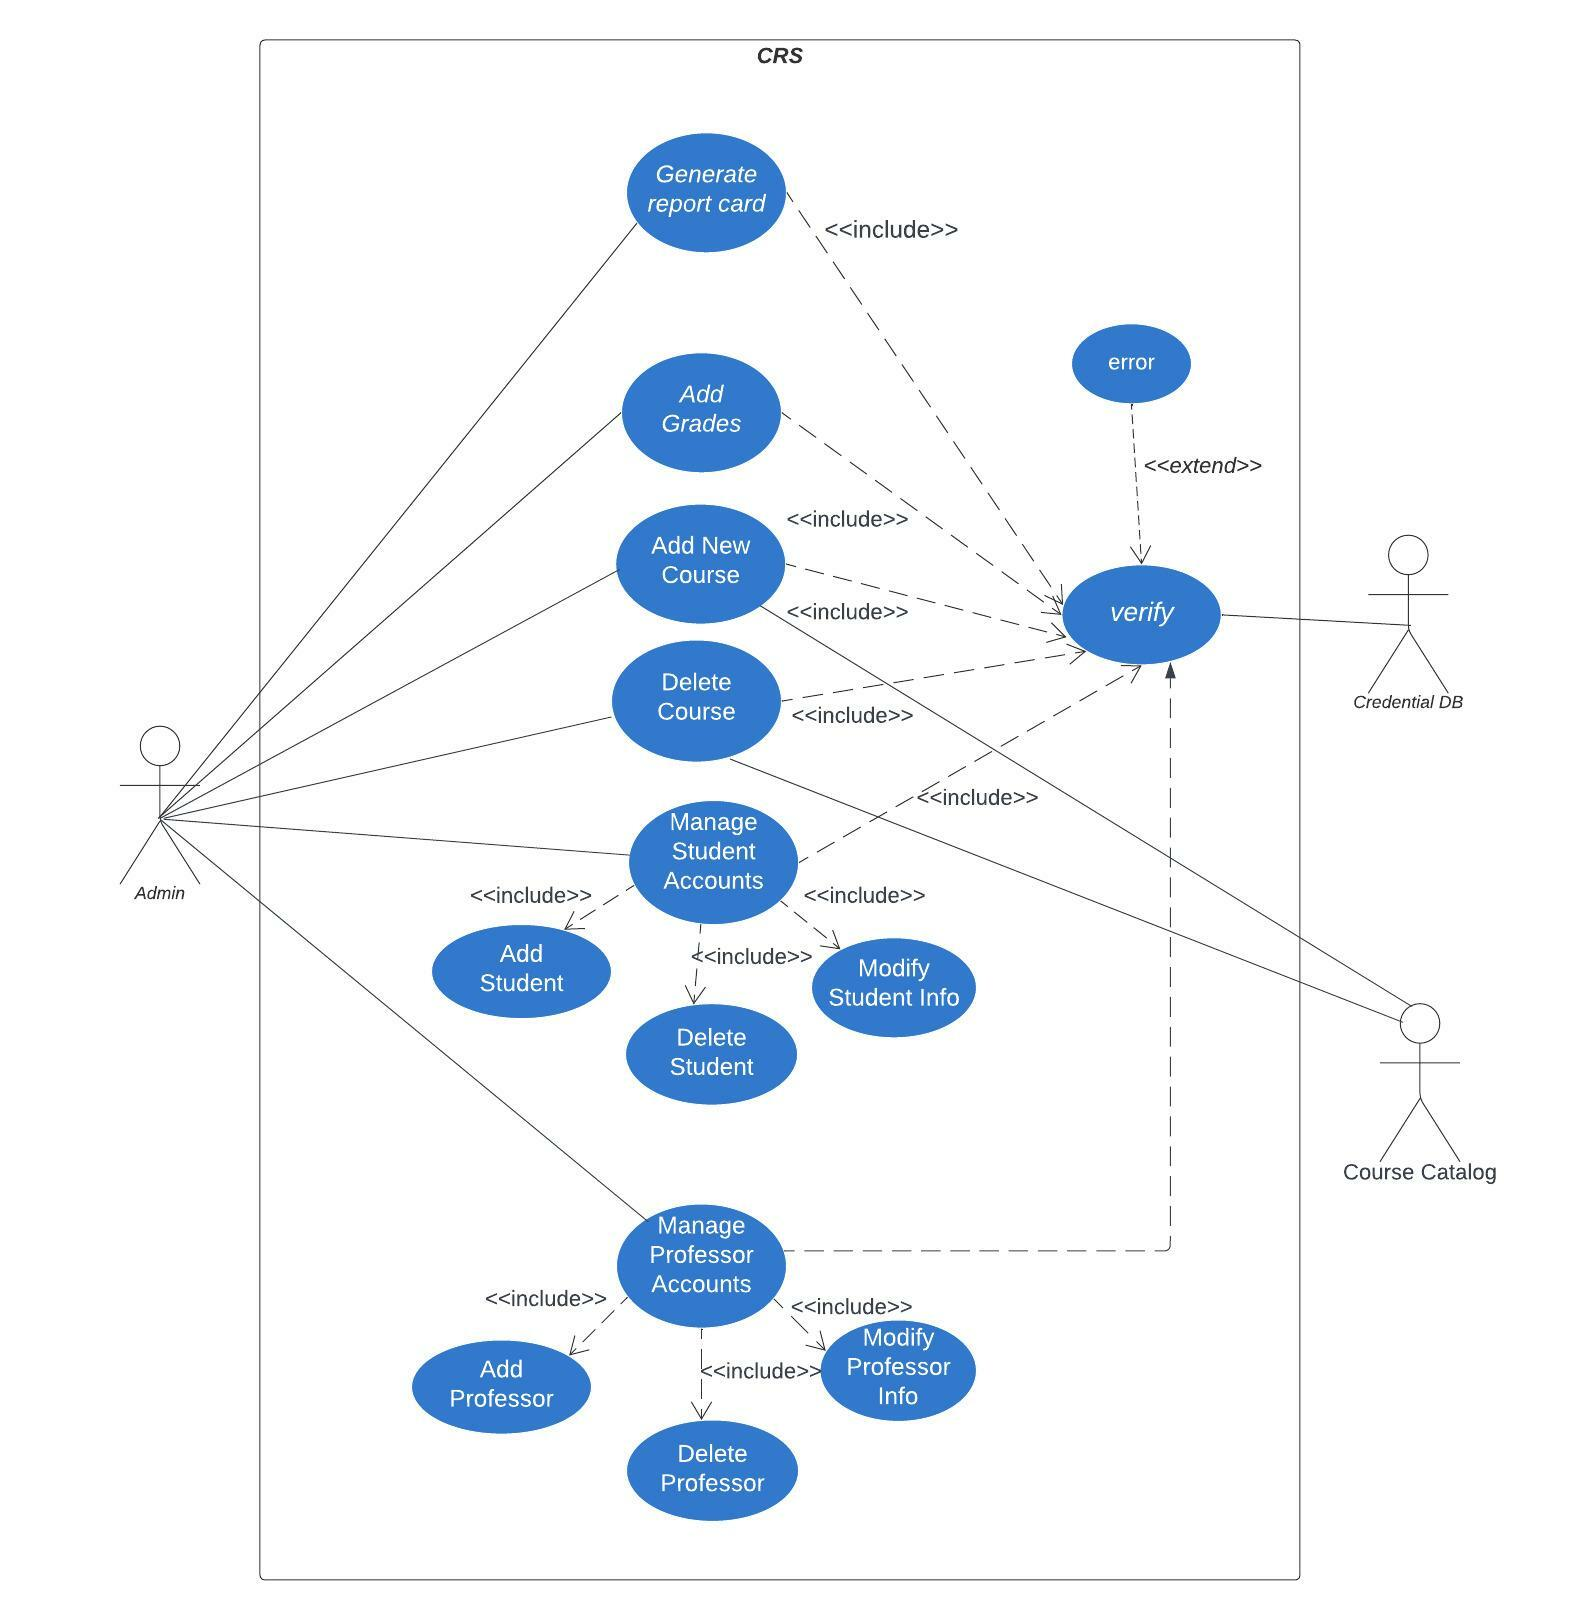 CRS
Generate
report card
<<include>>
error
Add
Grades
<<extend>>
<<include>>
Add New
Course
<<include>>
verify
Delete
Course
<<include>>
Credential DB
<<include>>
Manage
Student
Accounts
Admin
<<include>>
<<include>>
Add
Student
<<include>>
Modify
Student Info
Delete
Student
Course Catalog
Manage
Professor
Accounts
<<include>>
<<include>>
Add
Professor
<<include>>
Modify
Professor
Info
Delete
Professor